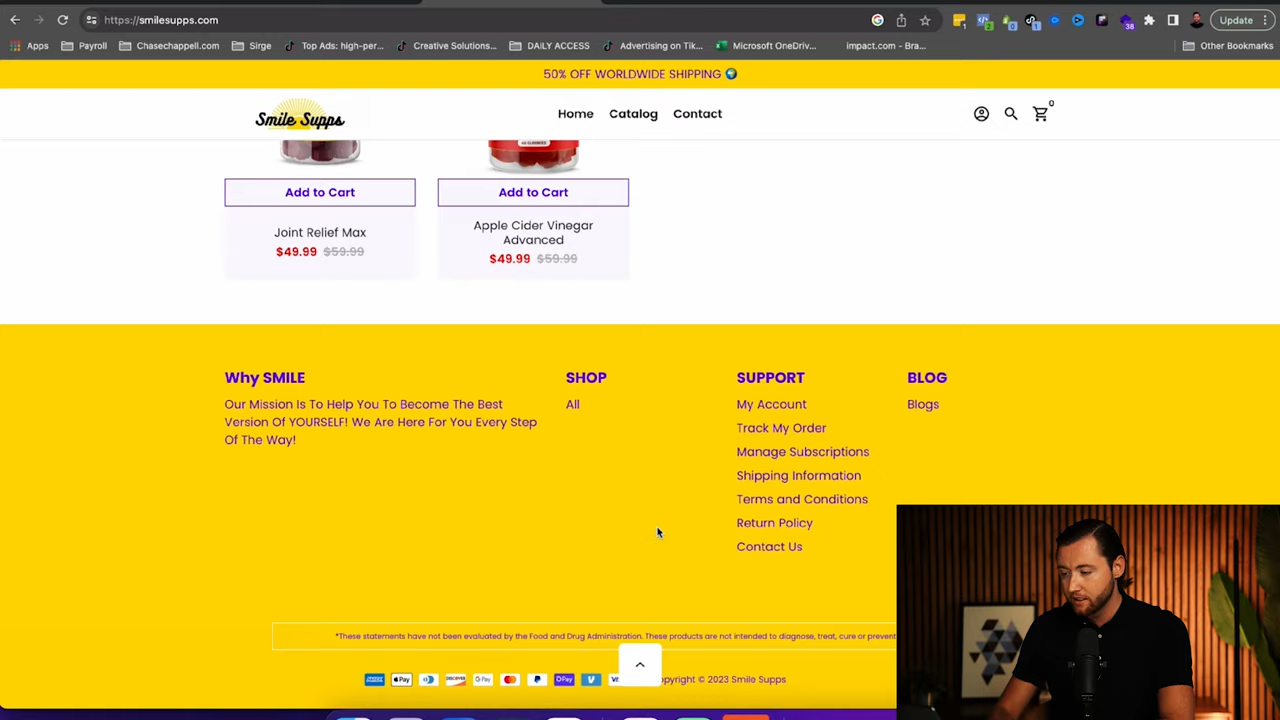 https://smilesupps.com
Update
38
Apps
Payroll
Chasechappell.com
Sirge
Top Ads: high-per...
Creative Solutions...
DAILY ACCESS
Advertising on Tik...
Microsoft OneDriv...
impact.com - Bra...
Other Bookmarks
50% OFF WORLDWIDE SHIPPING
Smile Supps
Home
Catalog
Contact
0
Add to Cart
Add to Cart
Joint Relief Max
$49.99 $59.99
Apple Cider Vinegar
Advanced
$49.99 $59.99
Why SMILE
Our Mission Is To Help You To Become The Best
Version Of YOURSELF! We Are Here For You Every Step
Of The Way!
SHOP
All
SUPPORT
My Account
Track My Order
Manage Subscriptions
Shipping Information
Terms and Conditions
Return Policy
Contact Us
BLOG
Blogs
*These statements have not been evaluated by the Food and Drug Administration. These products are not intended to diagnose, treat, cure or prevent
opyright © 2023 Smile Supps